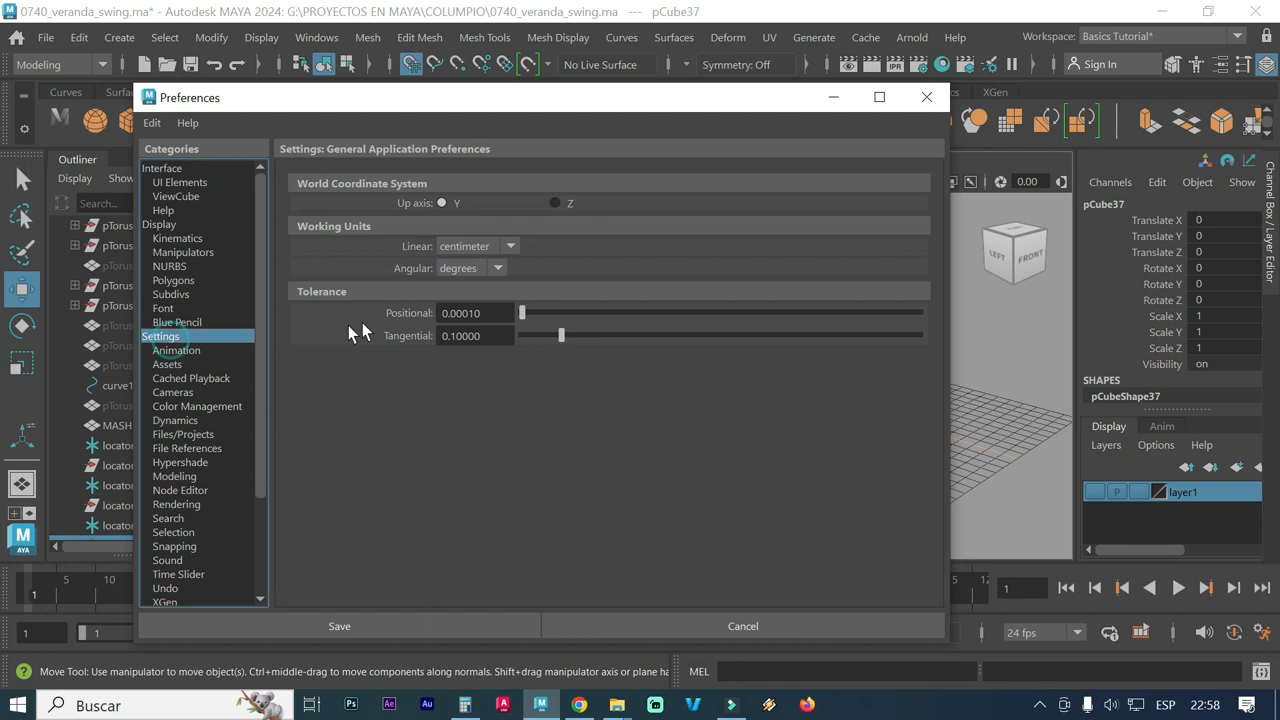 0740_veranda_swing.ma* - Autodesk MAYA 2024: G:\PROYECTOS EN MAYA\COLUMPIO\0740_veranda_swing.ma --- pCube37
File Edit Create Select Modify Display Windows Mesh Edit Mesh Mesh Tools Mesh Display Curves Surfaces Deform UV Generate Cache Arnold Help Workspace: Basics Tutorial*
Modeling No Live Surface Symmetry: Off Sign In
Curves Surfa XGen
Preferences
Edit Help
Categories
Interface
UI Elements
ViewCube
Help
Display
Kinematics
Manipulators
NURBS
Polygons
Subdivs
Font
Blue Pencil
Settings
Animation
Assets
Cached Playback
Cameras
Color Management
Dynamics
Files/Projects
File References
Hypershade
Modeling
Node Editor
Rendering
Search
Selection
Snapping
Sound
Time Slider
Undo
XGen
Settings: General Application Preferences
World Coordinate System
Up axis: Y Z
Working Units
Linear: centimeter
Angular: degrees
Tolerance
Positional: 0.00010
Tangential: 0.10000
Save Cancel
Outliner
Display Show
Search...
pTorus
pTorus
pTorus
pTorus
pTorus
pTorus
pTorus
pTorus
curve1
pTorus
MASH
locator
locator
locator
locator
locator
0.00
LEFT FRONT
Channels Edit Object Show
pCube37
Translate X 0
Translate Y 0
Translate Z 0
Rotate X 0
Rotate Y 0
Rotate Z 0
Scale X 1
Scale Y 1
Scale Z 1
Visibility on
SHAPES
pCubeShape37
Display Anim
Layers Options Help
P layer1
Channel Box / Layer Editor
5 10 12
1 1
1 1 24 fps
Move Tool: Use manipulator to move object(s). Ctrl+middle-drag to move components along normals. Shift+drag manipulator axis or plane ha MEL
Buscar ESP 22:58